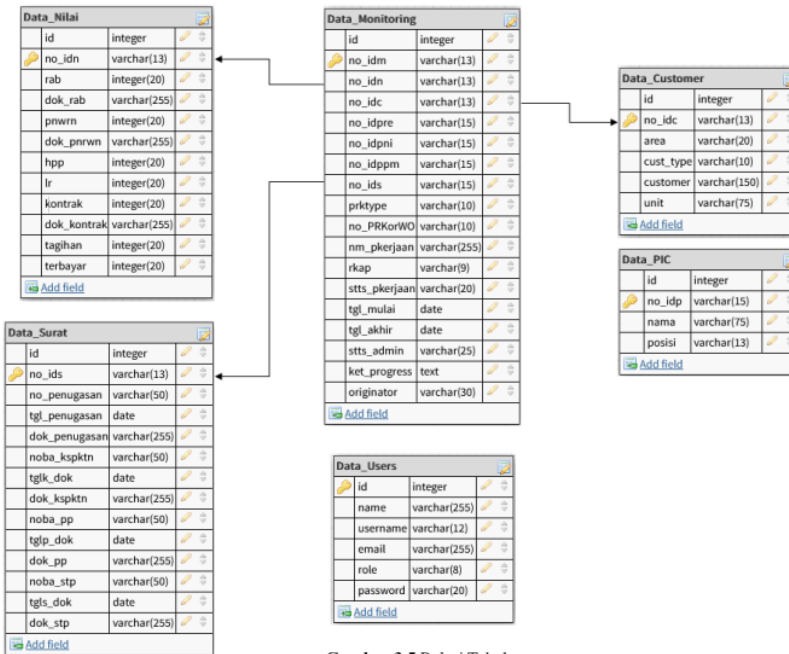 Data_Nilai
id integer
no_idn varchar(13)
rab integer(20)
dok_rab varchar(255)
pnwrn integer(20)
dok_pnrwn varchar(255)
hpp integer(20)
lr integer(20)
kontrak integer(20)
dok_kontrak varchar(255)
tagihan integer(20)
terbayar integer(20)
Add field
Data_Surat
id integer
no_ids varchar(13)
no_penugasan varchar(50)
tgl_penugasan date
dok_penugasan varchar(255)
noba_kspktn varchar(50)
tglk_dok date
dok_kspktn varchar(255)
noba_pp varchar(50)
tglp_dok date
dok_pp varchar(255)
noba_stp varchar(50)
tgls_dok date
dok_stp varchar(255)
Add field
Data_Monitoring
id integer
no_idm varchar(13)
no_idn varchar(13)
no_idc varchar(13)
no_idpre varchar(15)
no_idpni varchar(15)
no_idppm varchar(15)
no_ids varchar(15)
prktype varchar(10)
no_PRKorWO varchar(10)
nm_pkerjaan varchar(255)
rkap varchar(9)
stts_pkerjaan varchar(20)
tgl_mulai date
tgl_akhir date
stts_admin varchar(25)
ket_progress text
originator varchar(30)
Add field
Data_Users
id integer
name varchar(255)
username varchar(12)
email varchar(255)
role varchar(8)
password varchar(20)
Add field
Data_Customer
id integer
no_idc varchar(13)
area varchar(20)
cust_type varchar(10)
customer varchar(150)
unit varchar(75)
Add field
Data_PIC
id integer
no_idp varchar(15)
nama varchar(75)
posisi varchar(13)
Add field